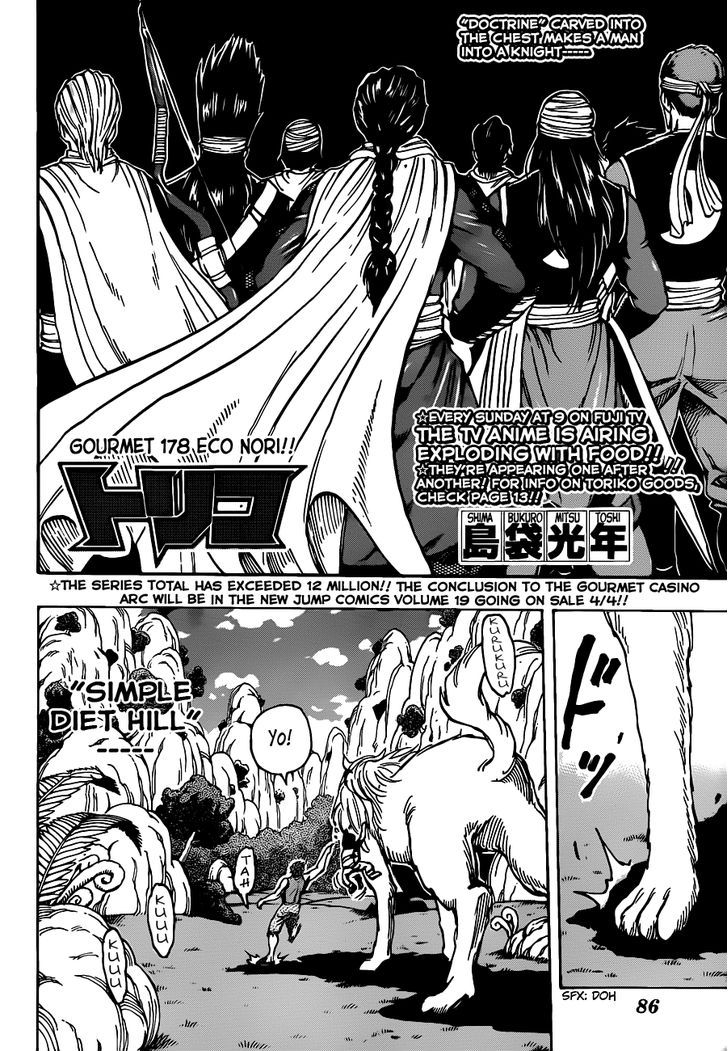 "DOCTRINE" CARVED INTO
THE CHEST MAKES A MAN
INTO A KNIGHT-----
GOURMET 178 ECO NORI!!
トリコ
☆EVERY SUNDAY AT 9 ON FUJI TV
THE TV ANIME IS AIRING
EXPLODING WITH FOOD!!
☆THEY'RE APPEARING ONE AFTER
ANOTHER! FOR INFO ON TORIKO GOODS,
CHECK PAGE 13!!
!!
SHIMA BUKURO MITSU TOSHI
島袋光年
☆THE SERIES TOTAL HAS EXCEEDED 12 MILLION!! THE CONCLUSION TO THE GOURMET CASINO
ARC WILL BE IN THE NEW JUMP COMICS VOLUME 19 GOING ON SALE 4/4!!
"SIMPLE
DIET HILL"
-----
YO!
KURUKURU
TAH
KUUU
KUUU
KUUU
ドッ
SFX: DOH
86